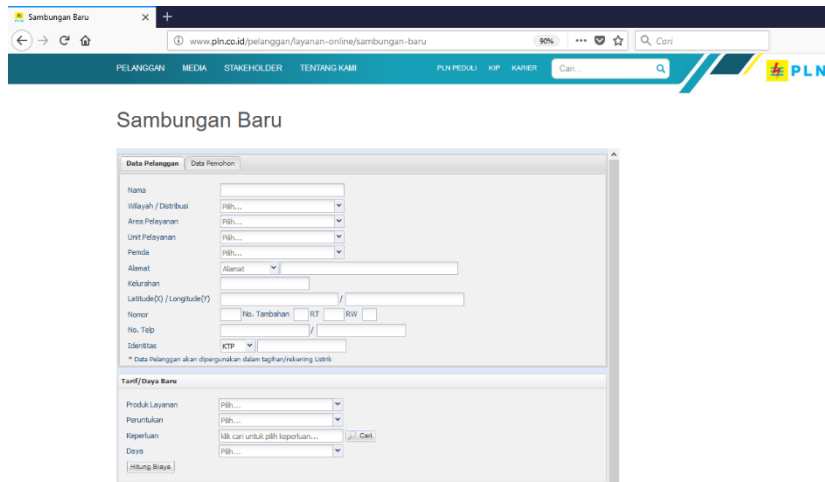 Sambungan Baru
www.pln.co.id/pelanggan/layanan-online/sambungan-baru 90% Cari
PELANGGAN MEDIA STAKEHOLDER TENTANG KAMI PLN PEDULI KIP KARIER Cari... PLN
Sambungan Baru
Data Pelanggan Data Pemohon
Nama
Wilayah / Distribusi Pilih...
Area Pelayanan Pilih...
Unit Pelayanan Pilih...
Pemda Pilih...
Alamat Alamat
Kelurahan
Latitude(X) / Longitude(Y) /
Nomor No. Tambahan RT RW
No. Telp /
Identitas KTP
* Data Pelanggan akan dipergunakan dalam tagihan/rekening Listrik
Tarif/Daya Baru
Produk Layanan Pilih...
Peruntukan Pilih...
Keperluan klik cari untuk pilih keperluan... Cari
Daya Pilih...
Hitung Biaya